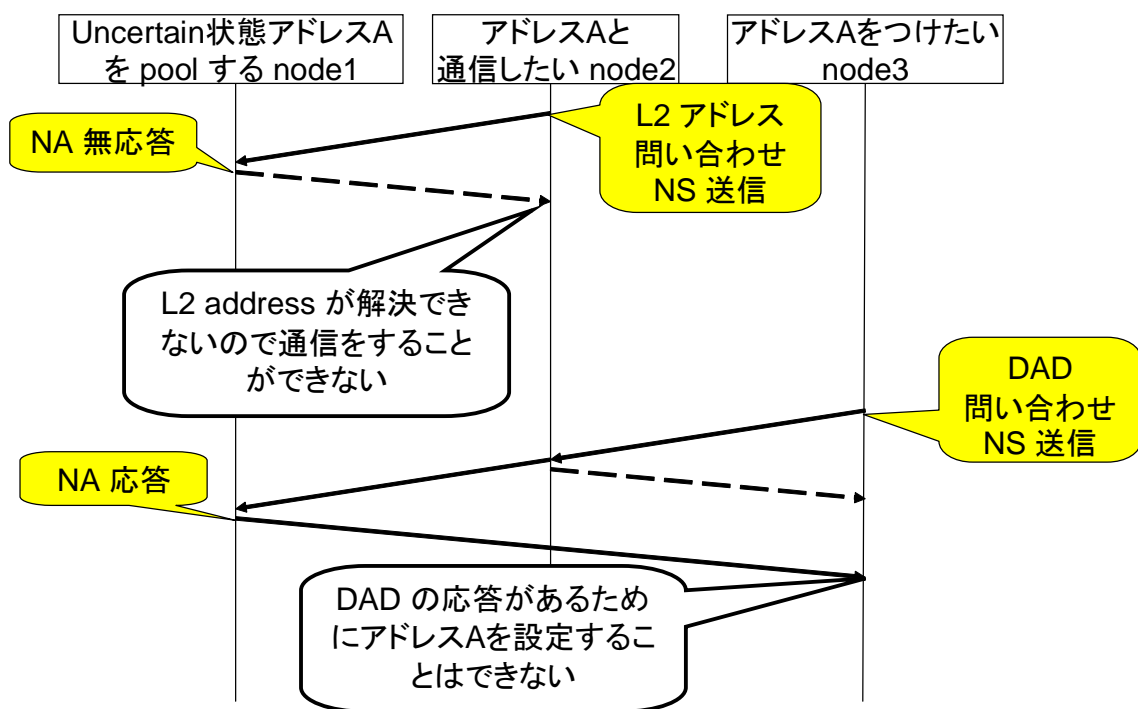 Uncertain状態アドレスA
を pool する node1
アドレスAと
通信したい node2
アドレスAをつけたい
node3
L2 アドレス
問い合わせ
NS 送信
NA 無応答
L2 address が解決でき
ないので通信をすること
ができない
DAD
問い合わせ
NS 送信
NA 応答
DAD の応答があるため
にアドレスAを設定するこ
とはできない